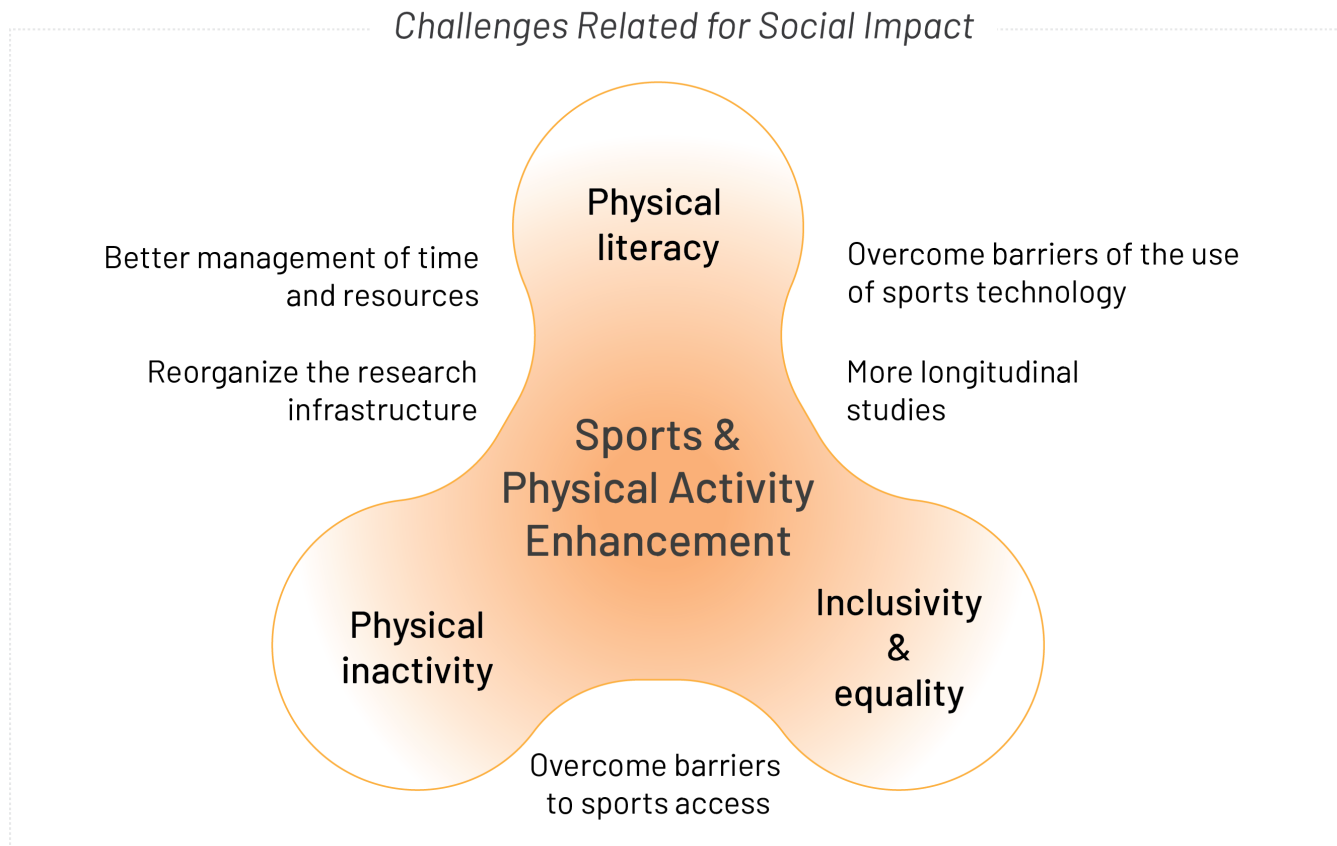 Challenges Related for Social Impact
Physical
literacy
Better management of time
and resources
Overcome barriers of the use
of sports technology
Reorganize the research
infrastructure
More longitudinal
studies
Sports &
Physical Activity
Enhancement
Physical
inactivity
Inclusivity
&
equality
Overcome barriers
to sports access